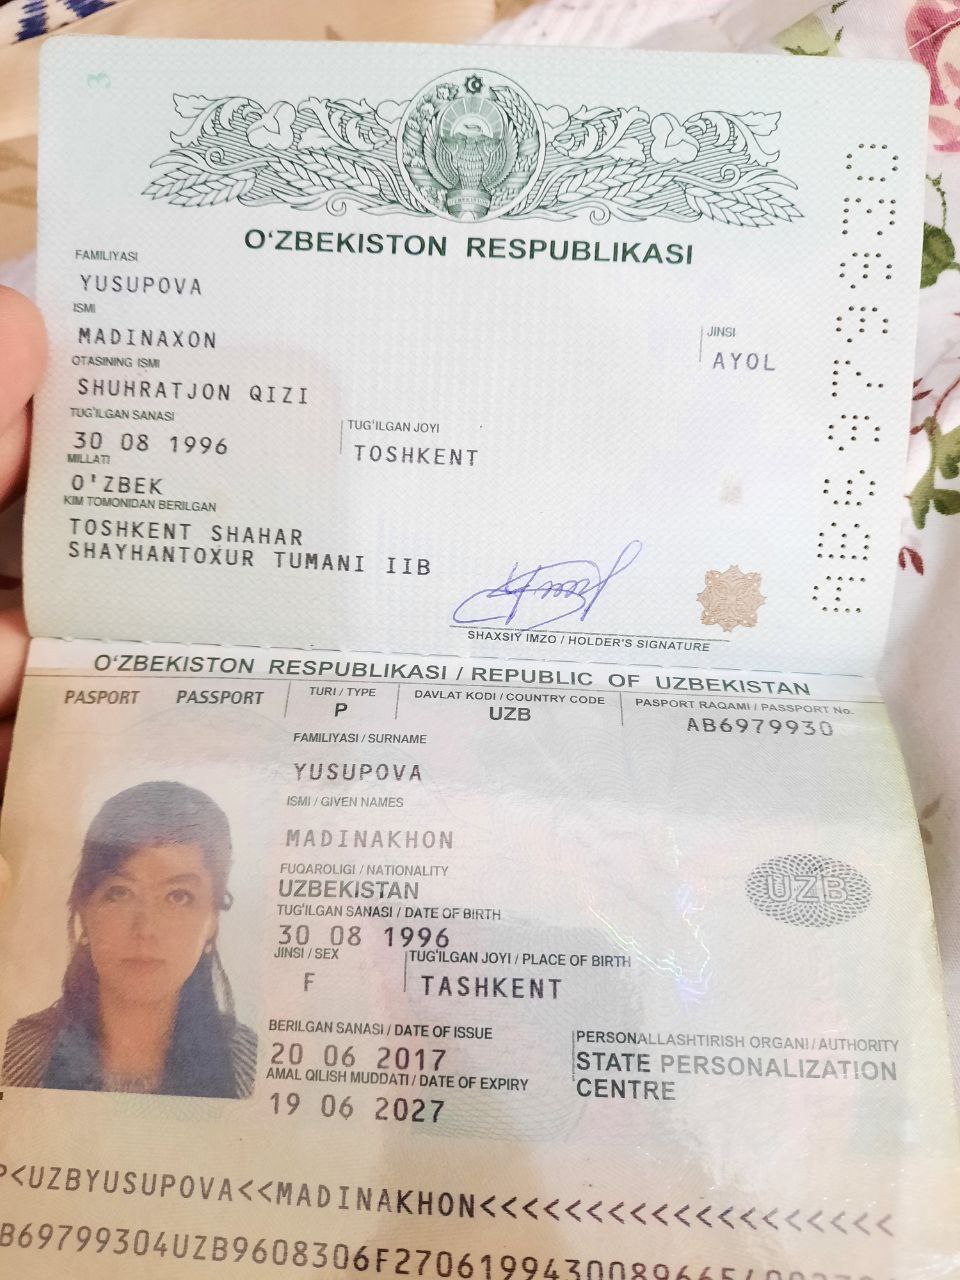 3
O‘ZBEKISTON RESPUBLIKASI
FAMILIYASI
YUSUPOVA
ISMI
MADINAXON
JINSI
AYOL
OTASINING ISMI
SHUHRATJON QIZI
TUG‘ILGAN SANASI
30 08 1996
TUG‘ILGAN JOYI
TOSHKENT
MILLATI
O'ZBEK
KIM TOMONIDAN BERILGAN
TOSHKENT SHAHAR
SHAYHANTOXUR TUMANI IIB
SHAXSIY IMZO / HOLDER'S SIGNATURE
O‘ZBEKISTON RESPUBLIKASI / REPUBLIC OF UZBEKISTAN
PASPORT PASSPORT
TURI / TYPE
P
DAVLAT KODI / COUNTRY CODE
UZB
PASPORT RAQAMI / PASSPORT No.
AB6979930
FAMILIYASI / SURNAME
YUSUPOVA
ISMI / GIVEN NAMES
MADINAKHON
FUQAROLIGI / NATIONALITY
UZBEKISTAN
UZB
TUG‘ILGAN SANASI / DATE OF BIRTH
30 08 1996
JINSI / SEX
F
TUG‘ILGAN JOYI / PLACE OF BIRTH
TASHKENT
BERILGAN SANASI / DATE OF ISSUE
20 06 2017
PERSONALLASHTIRISH ORGANI / AUTHORITY
STATE PERSONALIZATION
CENTRE
AMAL QILISH MUDDATI / DATE OF EXPIRY
19 06 2027
P<UZBYUSUPOVA<<MADINAKHON<<<<<<<<<<<<<<<<<<<